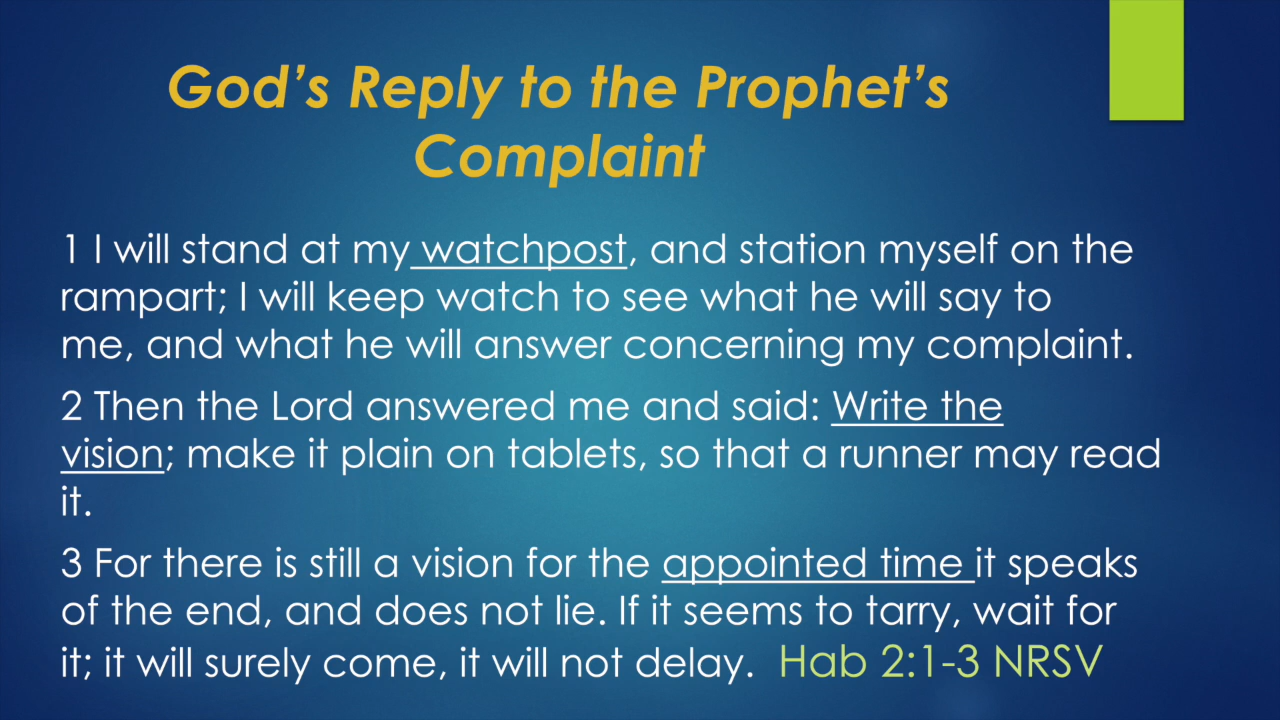 God’s Reply to the Prophet’s
Complaint
1 I will stand at my watchpost, and station myself on the
rampart; I will keep watch to see what he will say to
me, and what he will answer concerning my complaint.
2 Then the Lord answered me and said: Write the
vision; make it plain on tablets, so that a runner may read
it.
3 For there is still a vision for the appointed time it speaks
of the end, and does not lie. If it seems to tarry, wait for
it; it will surely come, it will not delay. Hab 2:1-3 NRSV